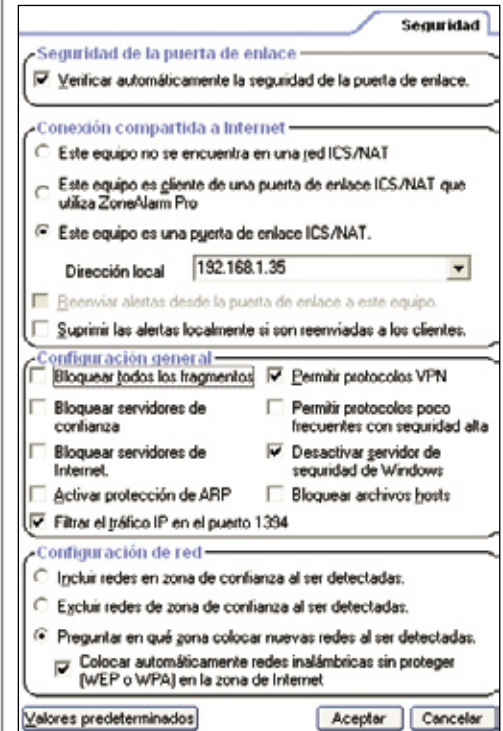 Seguridad
Seguridad de la puerta de enlace
Verificar automáticamente la seguridad de la puerta de enlace.
Conexión compartida a Internet
Este equipo no se encuentra en una red ICS/NAT
Este equipo es cliente de una puerta de enlace ICS/NAT que
utiliza ZoneAlarm Pro
Este equipo es una puerta de enlace ICS/NAT.
Dirección local 192.168.1.35
Reenviar alertas desde la puerta de enlace a este equipo.
Suprimir las alertas localmente si son reenviadas a los clientes.
Configuración general
Bloquear todos los fragmentos
Permitir protocolos VPN
Bloquear servidores de
confianza
Permitir protocolos poco
frecuentes con seguridad alta
Bloquear servidores de
Internet.
Desactivar servidor de
seguridad de Windows
Activar protección de ARP
Bloquear archivos hosts
Filtrar el tráfico IP en el puerto 1394
Configuración de red
Incluir redes en zona de confianza al ser detectadas.
Excluir redes de zona de confianza al ser detectadas.
Preguntar en qué zona colocar nuevas redes al ser detectadas.
Colocar automáticamente redes inalámbricas sin proteger
(WEP o WPA) en la zona de Internet
Valores predeterminados
Aceptar
Cancelar